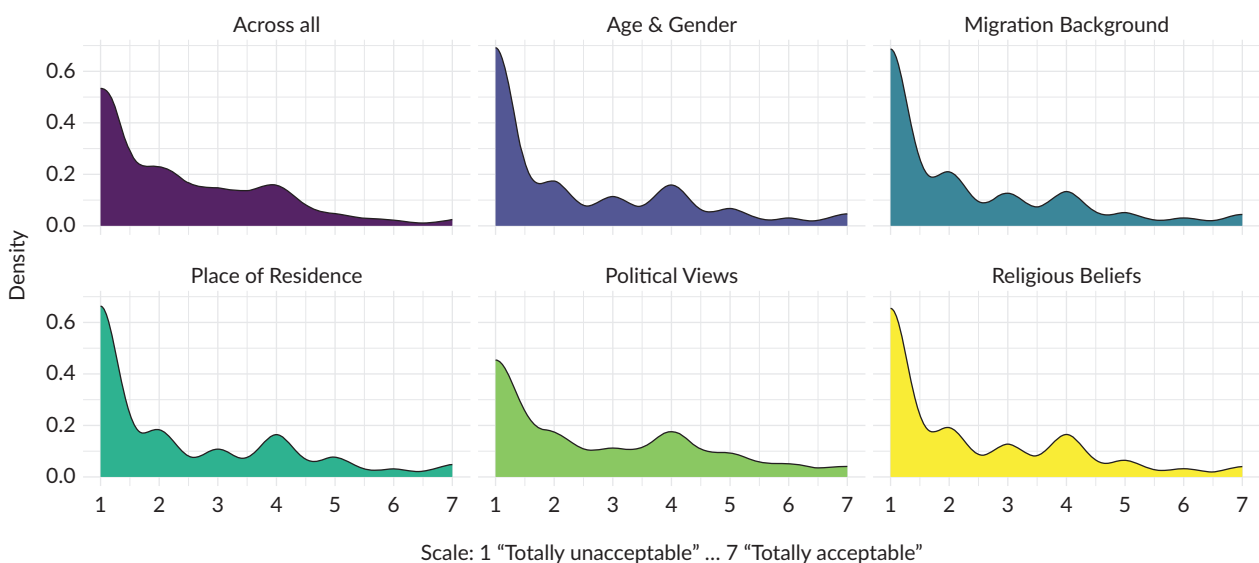 Across all
Age & Gender
Migration Background
0.6
0.4
0.2
0.0
Density
Place of Residence
Political Views
Religious Beliefs
0.6
0.4
0.2
0.0
1 2 3 4 5 6 7
1 2 3 4 5 6 7
1 2 3 4 5 6 7
Scale: 1 “Totally unacceptable” ... 7 “Totally acceptable”